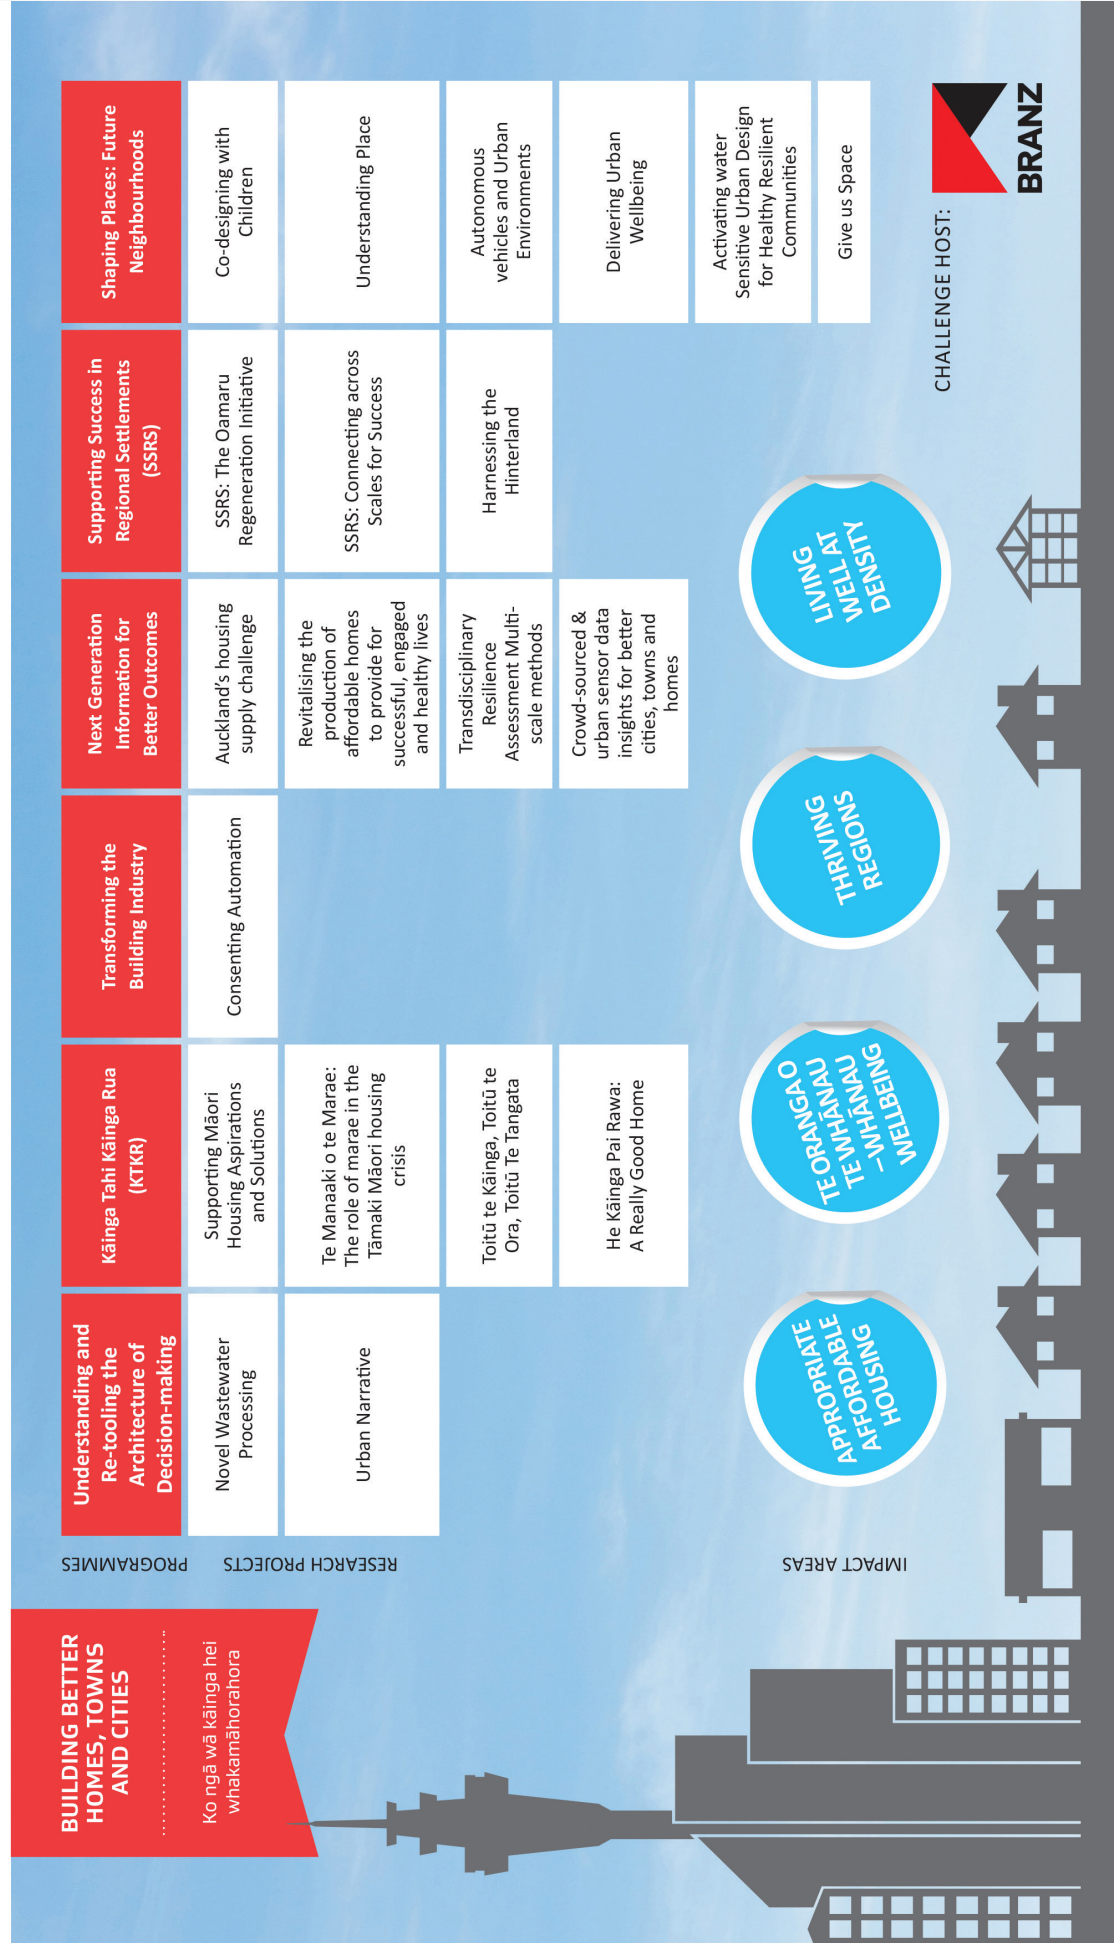 BUILDING BETTER
HOMES, TOWNS
AND CITIES
Ko ngā wā kāinga hei
whakamāhorahora
PROGRAMMES
Understanding and
Re-tooling the
Architecture of
Decision-making
Kāinga Tahi Kāinga Rua
(KTKR)
Transforming the
Building Industry
Next Generation
Information for
Better Outcomes
Supporting Success in
Regional Settlements
(SSRS)
Shaping Places: Future
Neighbourhoods
RESEARCH PROJECTS
Novel Wastewater
Processing
Urban Narrative
Supporting Māori
Housing Aspirations
and Solutions
Te Manaaki o te Marae:
The role of marae in the
Tāmaki Māori housing
crisis
Toitū te Kāinga, Toitū te
Ora, Toitū Te Tangata
He Kāinga Pai Rawa:
A Really Good Home
Consenting Automation
Auckland’s housing
supply challenge
Revitalising the
production of
affordable homes
to provide for
successful, engaged
and healthy lives
Transdisciplinary
Resilience
Assessment Multi-
scale methods
Crowd-sourced &
urban sensor data
insights for better
cities, towns and
homes
SSRS: The Oamaru
Regeneration Initiative
SSRS: Connecting across
Scales for Success
Harnessing the
Hinterland
Co-designing with
Children
Understanding Place
Autonomous
vehicles and Urban
Environments
Delivering Urban
Wellbeing
Activating water
Sensitive Urban Design
for Healthy Resilient
Communities
Give us Space
IMPACT AREAS
APPROPRIATE
AFFORDABLE
HOUSING
TE ORANGA O
TE WHĀNAU
– WHĀNAU
WELLBEING
THRIVING
REGIONS
LIVING
WELL AT
DENSITY
CHALLENGE HOST:
BRANZ